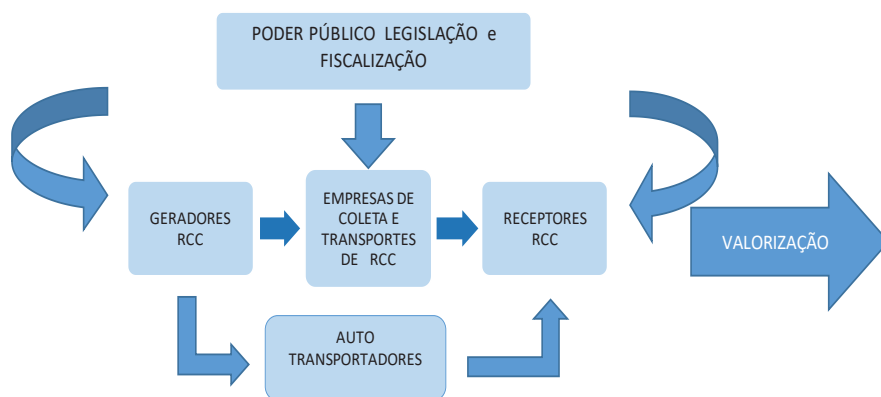 PODER PÚBLICO LEGISLAÇÃO e
FISCALIZAÇÃO
GERADORES
RCC
EMPRESAS DE
COLETA E
TRANSPORTES
DE RCC
RECEPTORES
RCC
VALORIZAÇÃO
AUTO
TRANSPORTADORES